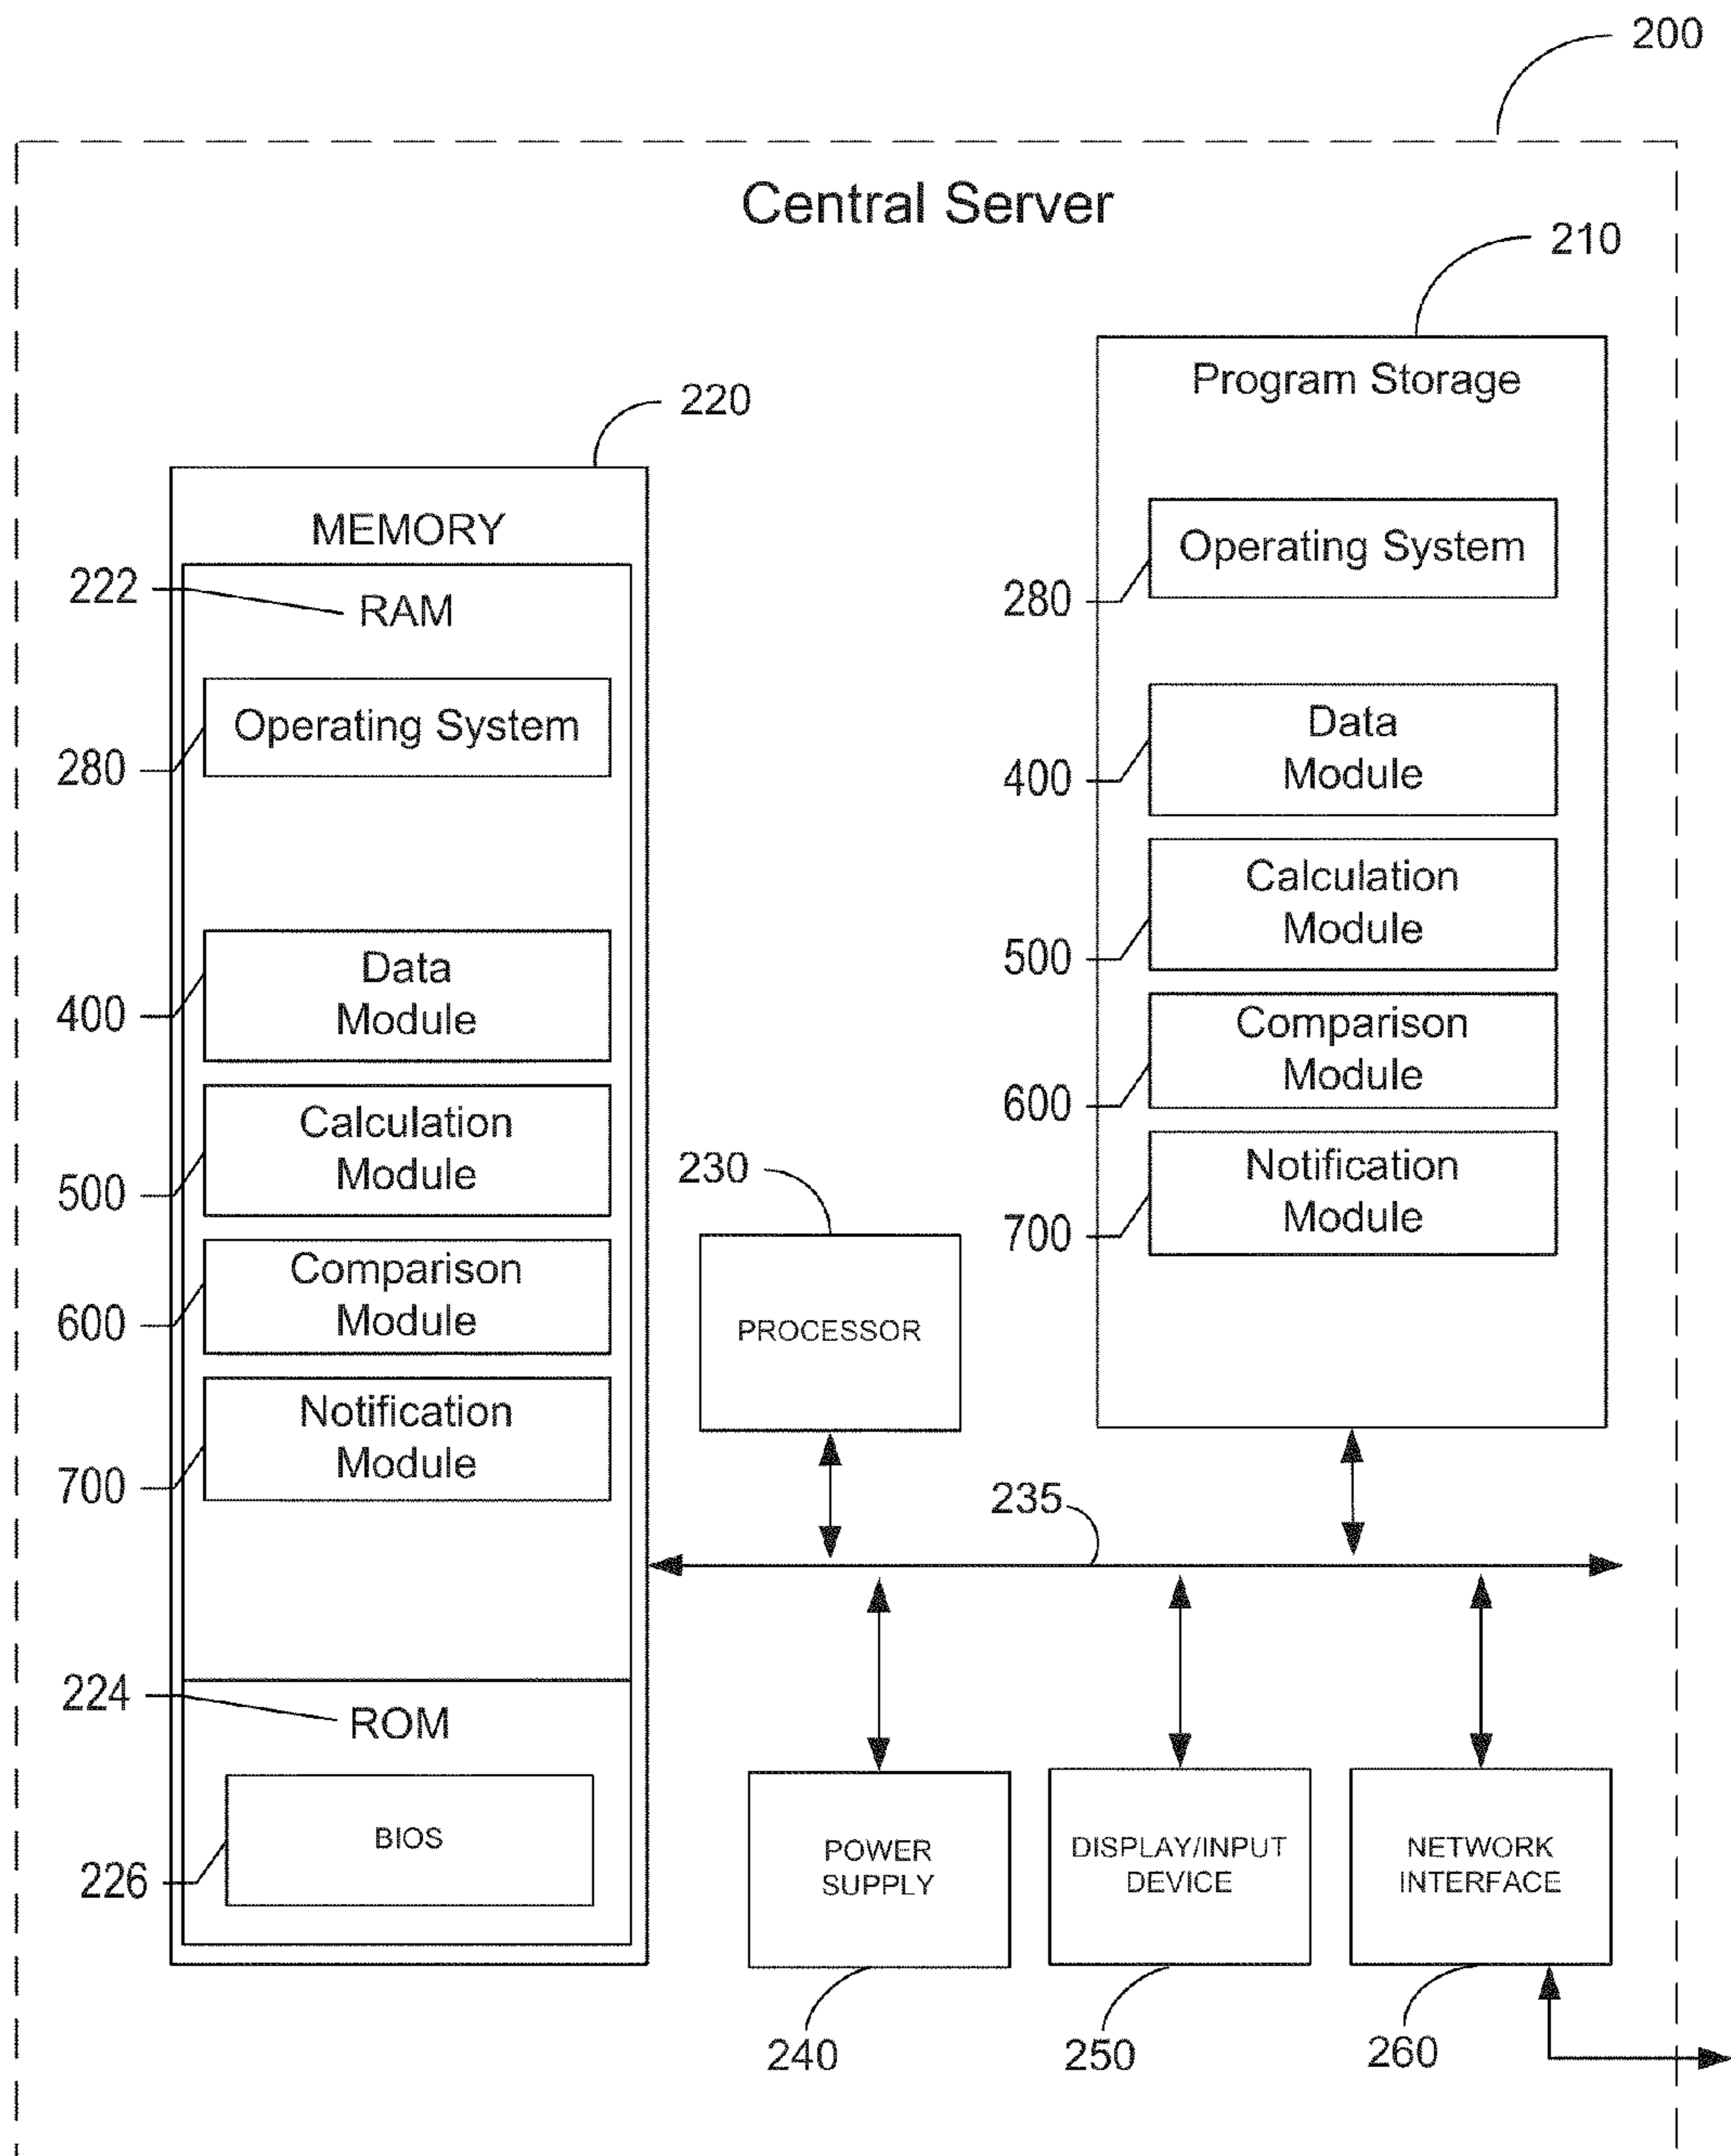 200
Central Server
210
Program Storage
220
MEMORY
222
RAM
Operating System
280
Data
Module
400
Calculation
Module
500
Comparison
Module
600
Notification
Module
700
224
ROM
BIOS
226
Operating System
280
Data
Module
400
Calculation
Module
500
Comparison
Module
600
Notification
Module
700
230
PROCESSOR
235
POWER
SUPPLY
DISPLAY/INPUT
DEVICE
NETWORK
INTERFACE
240
250
260